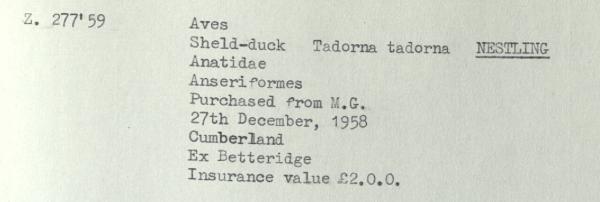 Z. 277'59 Aves
Sheld-duck Tadorna tadorna NESTLING
Anatidae
Anseriformes
Purchased from M.G.
27th December, 1958
Cumberland
Ex Betteridge
Insurance value £2.0.0.